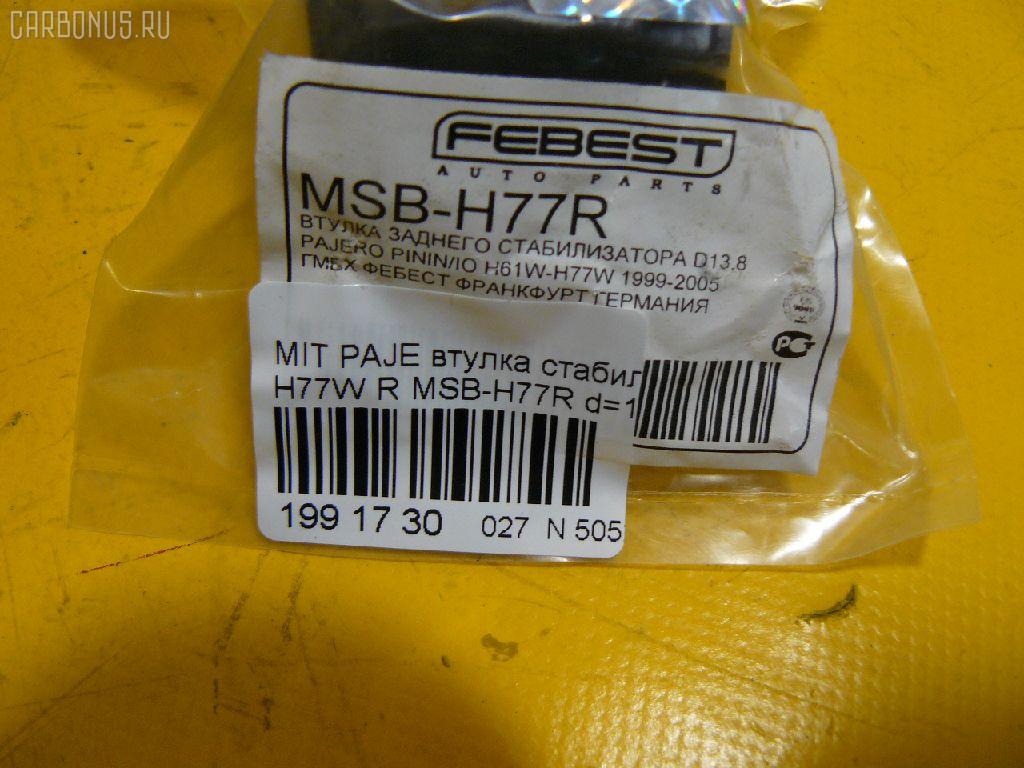 CARBONUS.RU
FEBEST
AUTO PARTS
MSB-H77R
ВТУЛКА ЗАДНЕГО СТАБИЛИЗАТОРА D13.8
PAJERO PININ/IO H61W-H77W 1999-2005
ГМБХ ФЕБЕСТ ФРАНКФУРТ ГЕРМАНИЯ
РСТ
MIT PAJE втулка стабил
H77W R MSB-H77R d=1
199 17 30 027 N 505